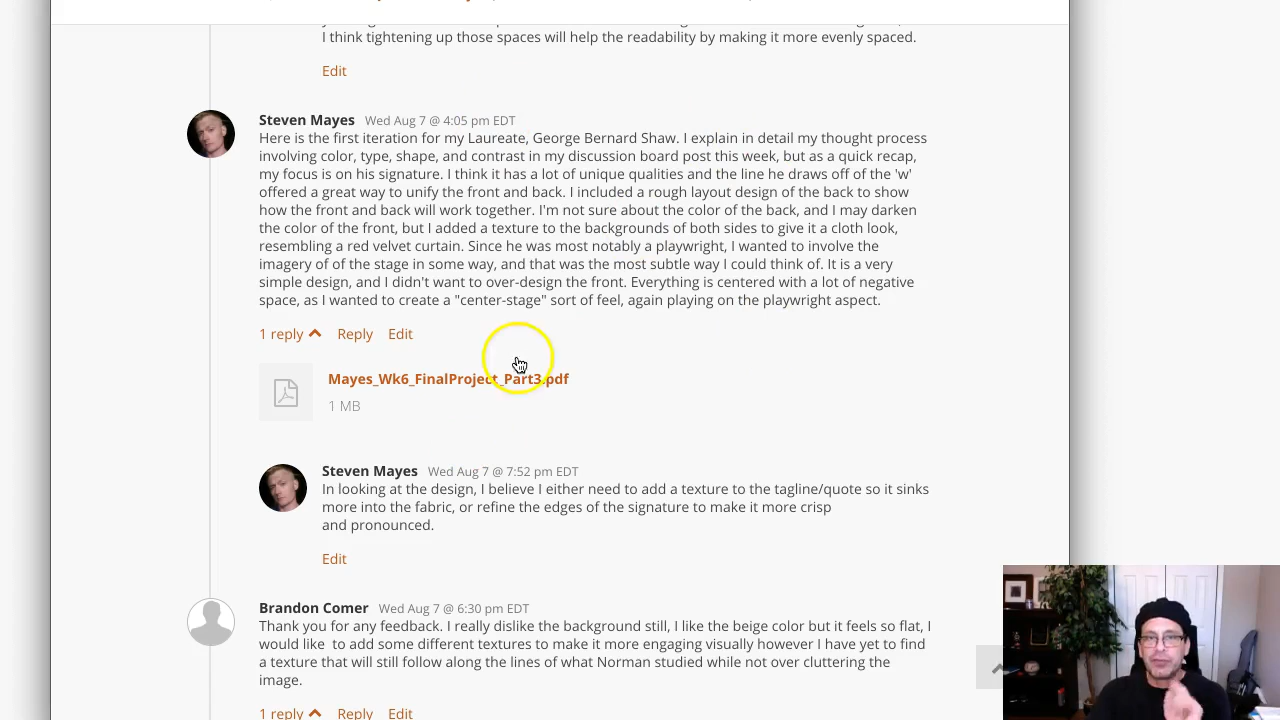 I think tightening up those spaces will help the readability by making it more evenly spaced.
Edit
Steven Mayes Wed Aug 7 @ 4:05 pm EDT
Here is the first iteration for my Laureate, George Bernard Shaw. I explain in detail my thought process
involving color, type, shape, and contrast in my discussion board post this week, but as a quick recap,
my focus is on his signature. I think it has a lot of unique qualities and the line he draws off of the 'w'
offered a great way to unify the front and back. I included a rough layout design of the back to show
how the front and back will work together. I'm not sure about the color of the back, and I may darken
the color of the front, but I added a texture to the backgrounds of both sides to give it a cloth look,
resembling a red velvet curtain. Since he was most notably a playwright, I wanted to involve the
imagery of of the stage in some way, and that was the most subtle way I could think of. It is a very
simple design, and I didn't want to over-design the front. Everything is centered with a lot of negative
space, as I wanted to create a "center-stage" sort of feel, again playing on the playwright aspect.
1 reply Reply Edit
Mayes_Wk6_FinalProject_Part3.pdf
1 MB
Steven Mayes Wed Aug 7 @ 7:52 pm EDT
In looking at the design, I believe I either need to add a texture to the tagline/quote so it sinks
more into the fabric, or refine the edges of the signature to make it more crisp
and pronounced.
Edit
Brandon Comer Wed Aug 7 @ 6:30 pm EDT
Thank you for any feedback. I really dislike the background still, I like the beige color but it feels so flat, I
would like to add some different textures to make it more engaging visually however I have yet to find
a texture that will still follow along the lines of what Norman studied while not over cluttering the
image.
1 reply Reply Edit